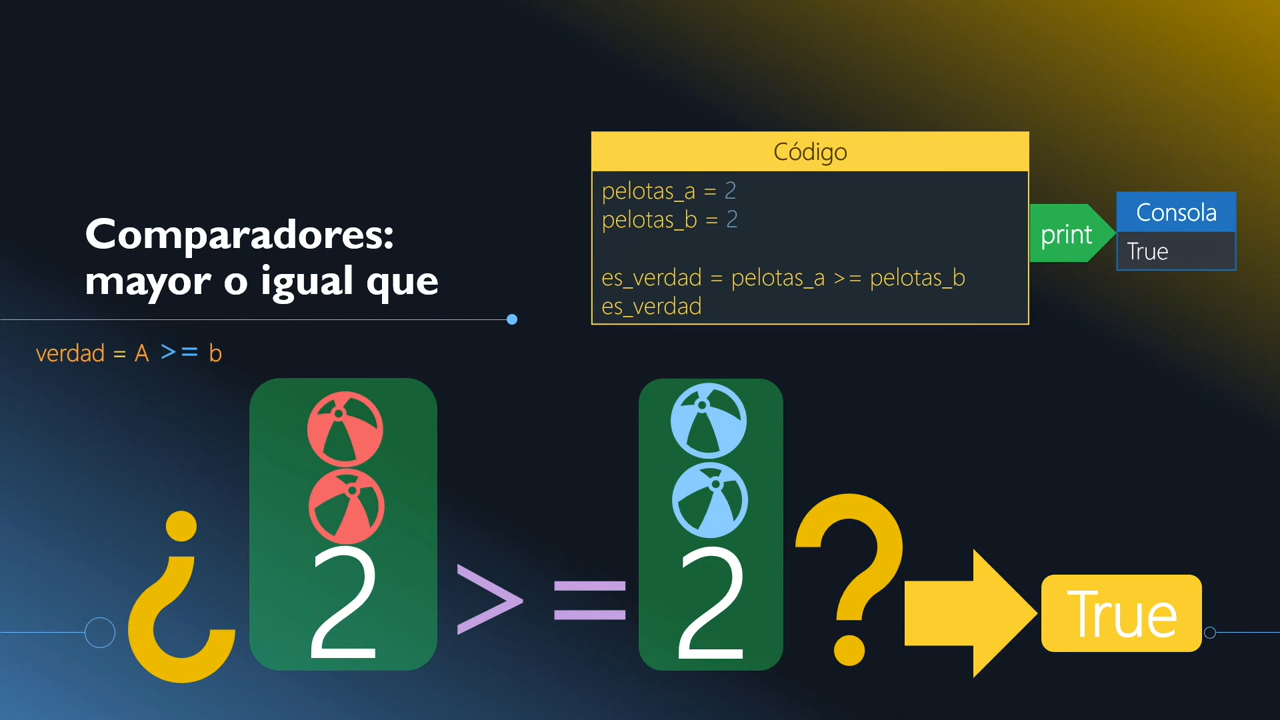 Comparadores:
mayor o igual que
verdad = A >= b
Código
pelotas_a = 2
pelotas_b = 2
es_verdad = pelotas_a >= pelotas_b
es_verdad
print
Consola
True
¿ 2 >= 2 ? True